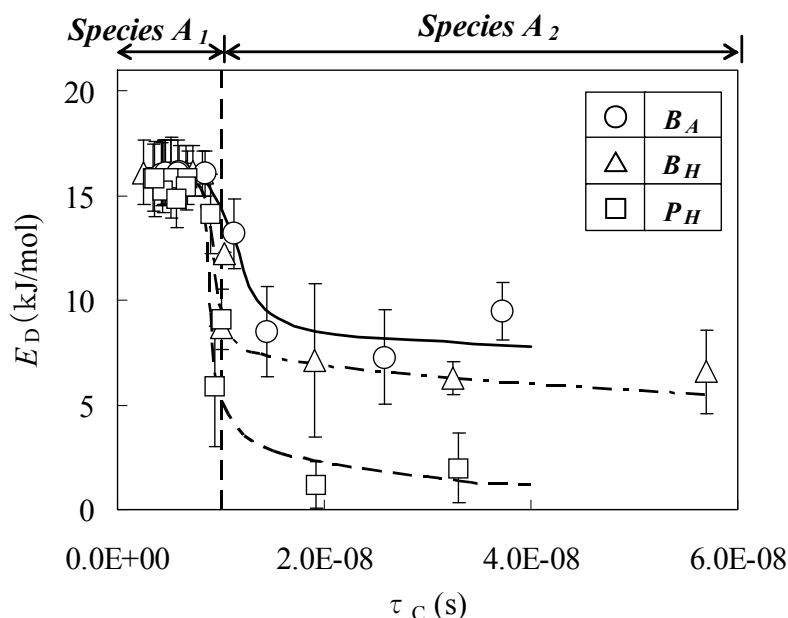 Species A 1 Species A 2
20
B A
B H
15
P H
10
5
0
E D (kJ/mol)
0.0E+00 2.0E-08 4.0E-08 6.0E-08
τ C (s)